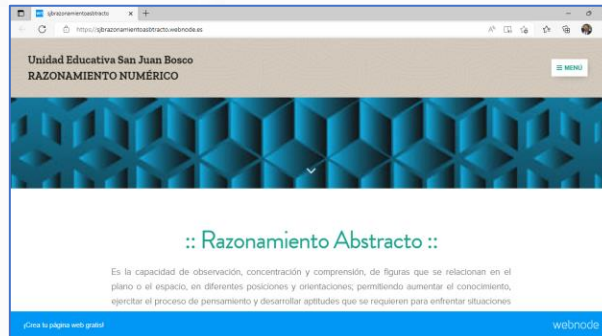 sjbrazonamientoasbtracto
https://sjbrazonamientoasbtracto.webnode.es
Unidad Educativa San Juan Bosco
RAZONAMIENTO NUMÉRICO
MENÚ
:: Razonamiento Abstracto ::
Es la capacidad de observación, concentración y comprensión, de figuras que se relacionan en el
plano o el espacio, en diferentes posiciones y orientaciones; permitiendo aumentar el conocimiento,
ejercitar el proceso de pensamiento y desarrollar aptitudes que se requieren para enfrentar situaciones
¡Crea tu página web gratis!
webnode